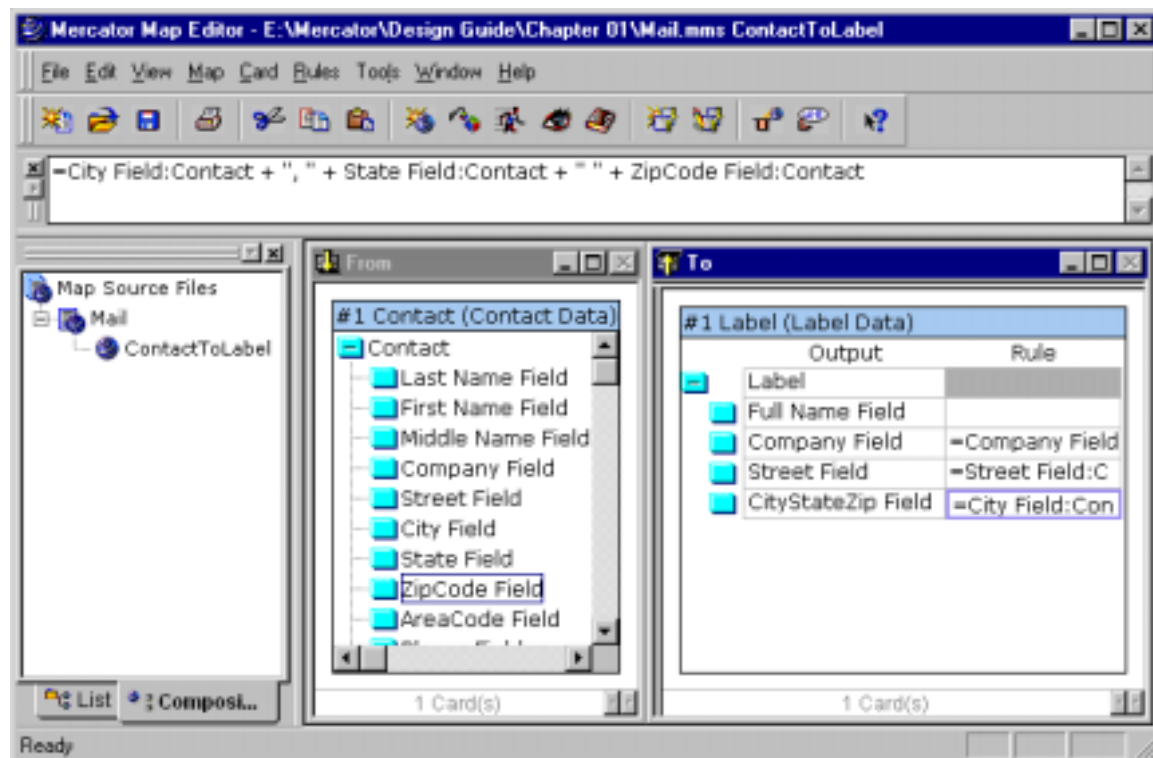 Mercator Map Editor - E:\Mercator\Design Guide\Chapter 01\Mail.mms ContactToLabel
File Edit View Map Card Rules Tools Window Help
=City Field:Contact + ", " + State Field:Contact + " " + ZipCode Field:Contact
Map Source Files
Mail
ContactToLabel
List
Composi...
From
#1 Contact (Contact Data)
Contact
Last Name Field
First Name Field
Middle Name Field
Company Field
Street Field
City Field
State Field
ZipCode Field
AreaCode Field
1 Card(s)
To
#1 Label (Label Data)
Output Rule
Label
Full Name Field
Company Field =Company Field
Street Field =Street Field:C
CityStateZip Field =City Field:Con
1 Card(s)
Ready